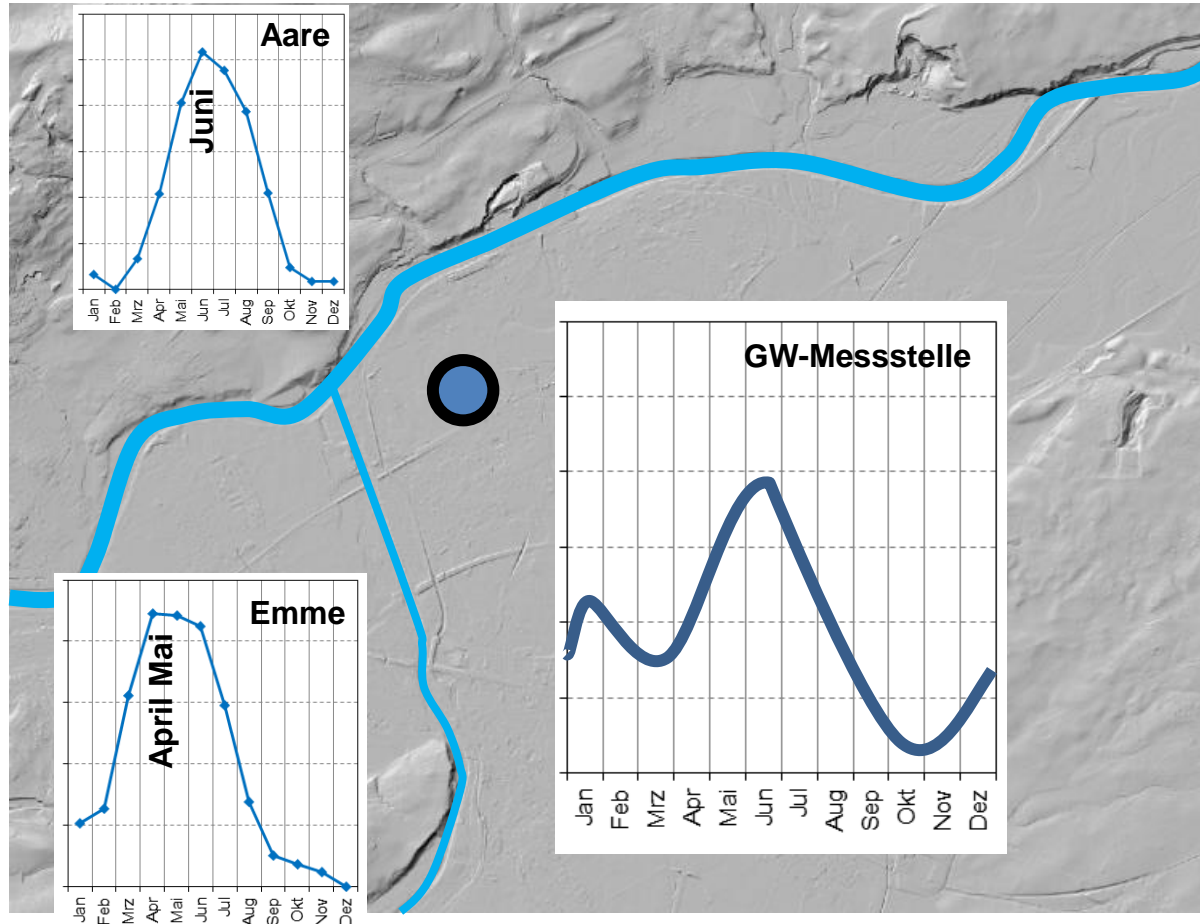 Aare
Juni
Jan
Feb
Mrz
Apr
Mai
Jun
Jul
Aug
Sep
Okt
Nov
Dez
GW-Messstelle
Jan
Feb
Mrz
Apr
Mai
Jun
Jul
Aug
Sep
Okt
Nov
Dez
Emme
April Mai
Jan
Feb
Mrz
Apr
Mai
Jun
Jul
Aug
Sep
Okt
Nov
Dez